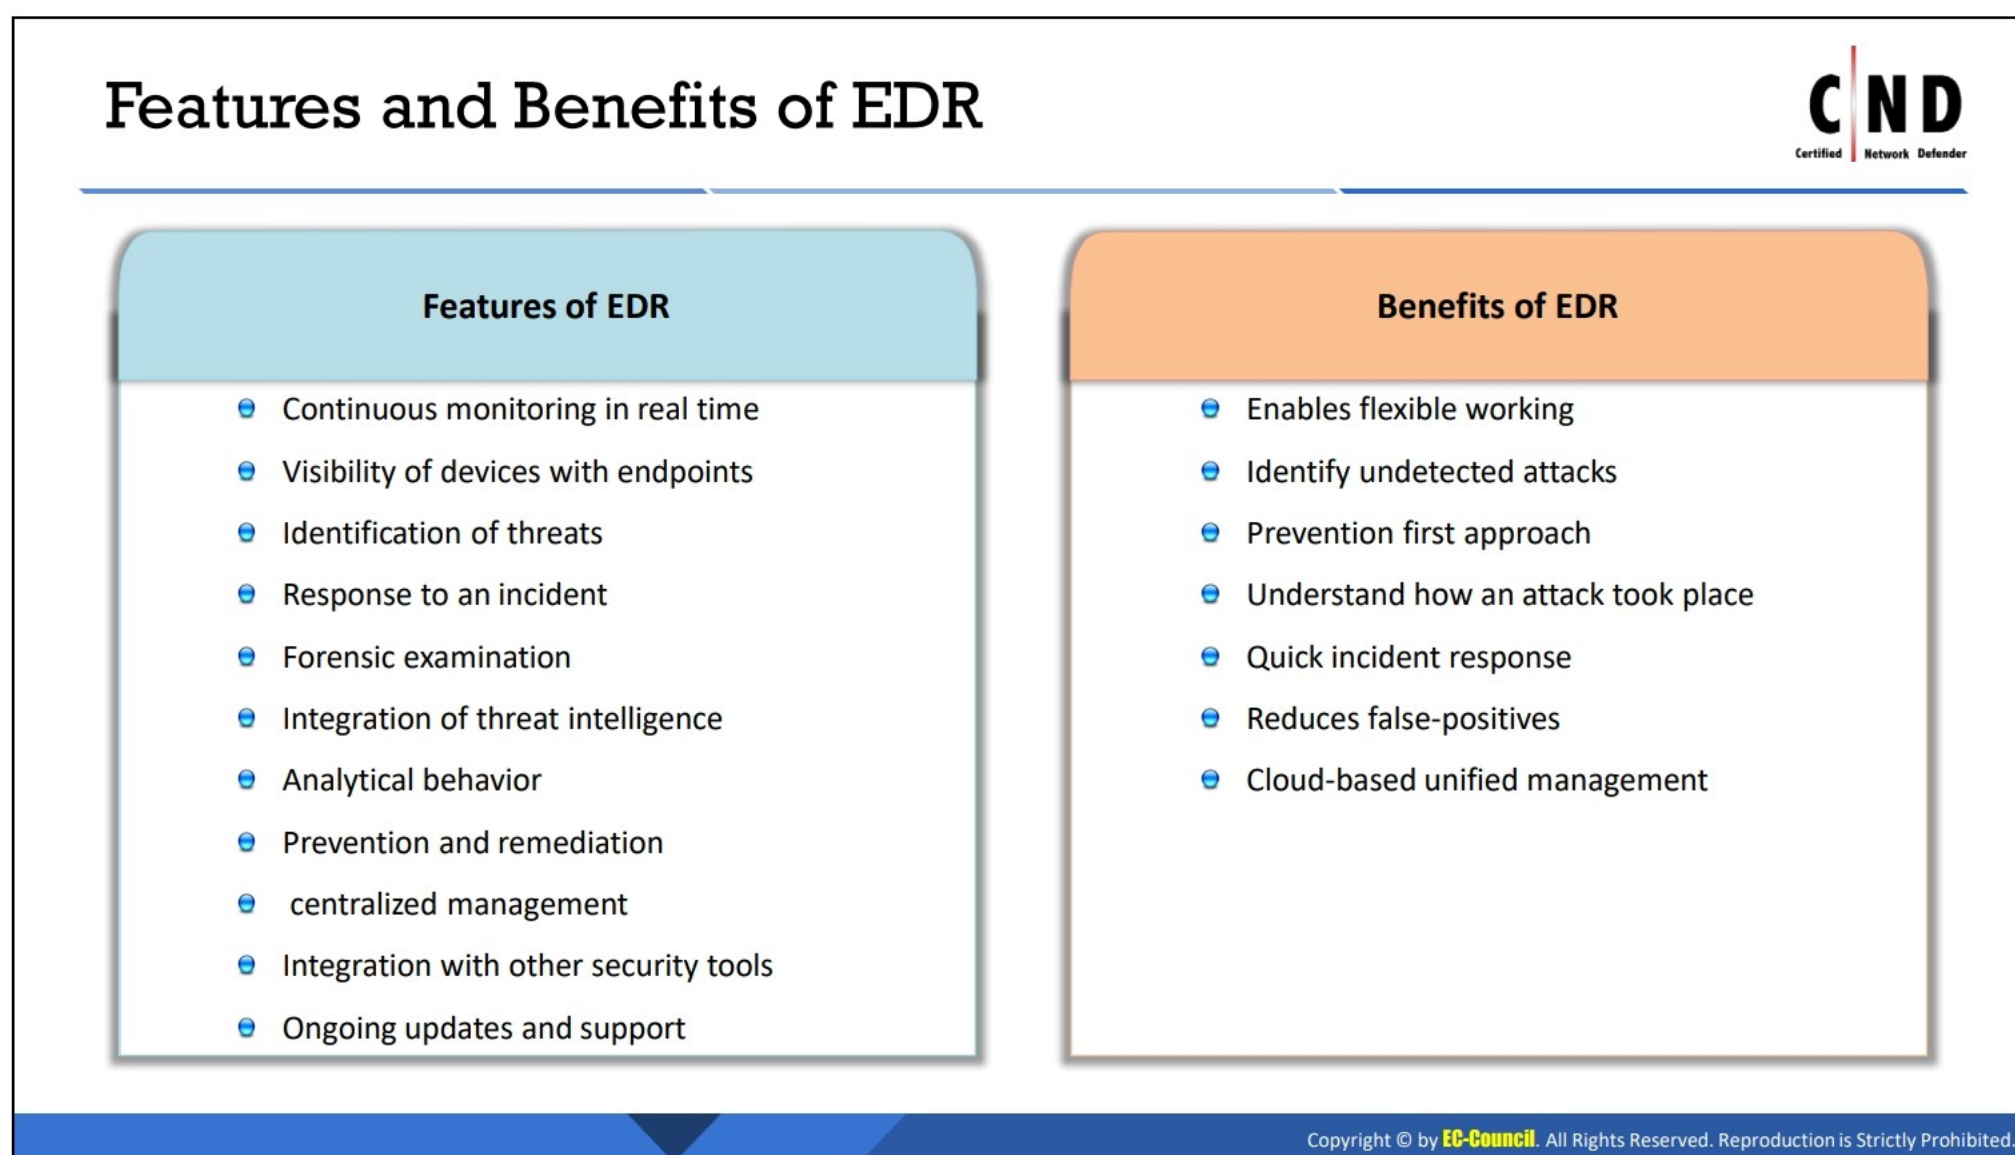 Features and Benefits of EDR
C ND
Certified Network Defender
Features of EDR
Continuous monitoring in real time
Visibility of devices with endpoints
Identification of threats
Response to an incident
Forensic examination
Integration of threat intelligence
Analytical behavior
Prevention and remediation
centralized management
Integration with other security tools
Ongoing updates and support
Benefits of EDR
Enables flexible working
Identify undetected attacks
Prevention first approach
Understand how an attack took place
Quick incident response
Reduces false-positives
Cloud-based unified management
Copyright © by EC-Council. All Rights Reserved. Reproduction is Strictly Prohibited.